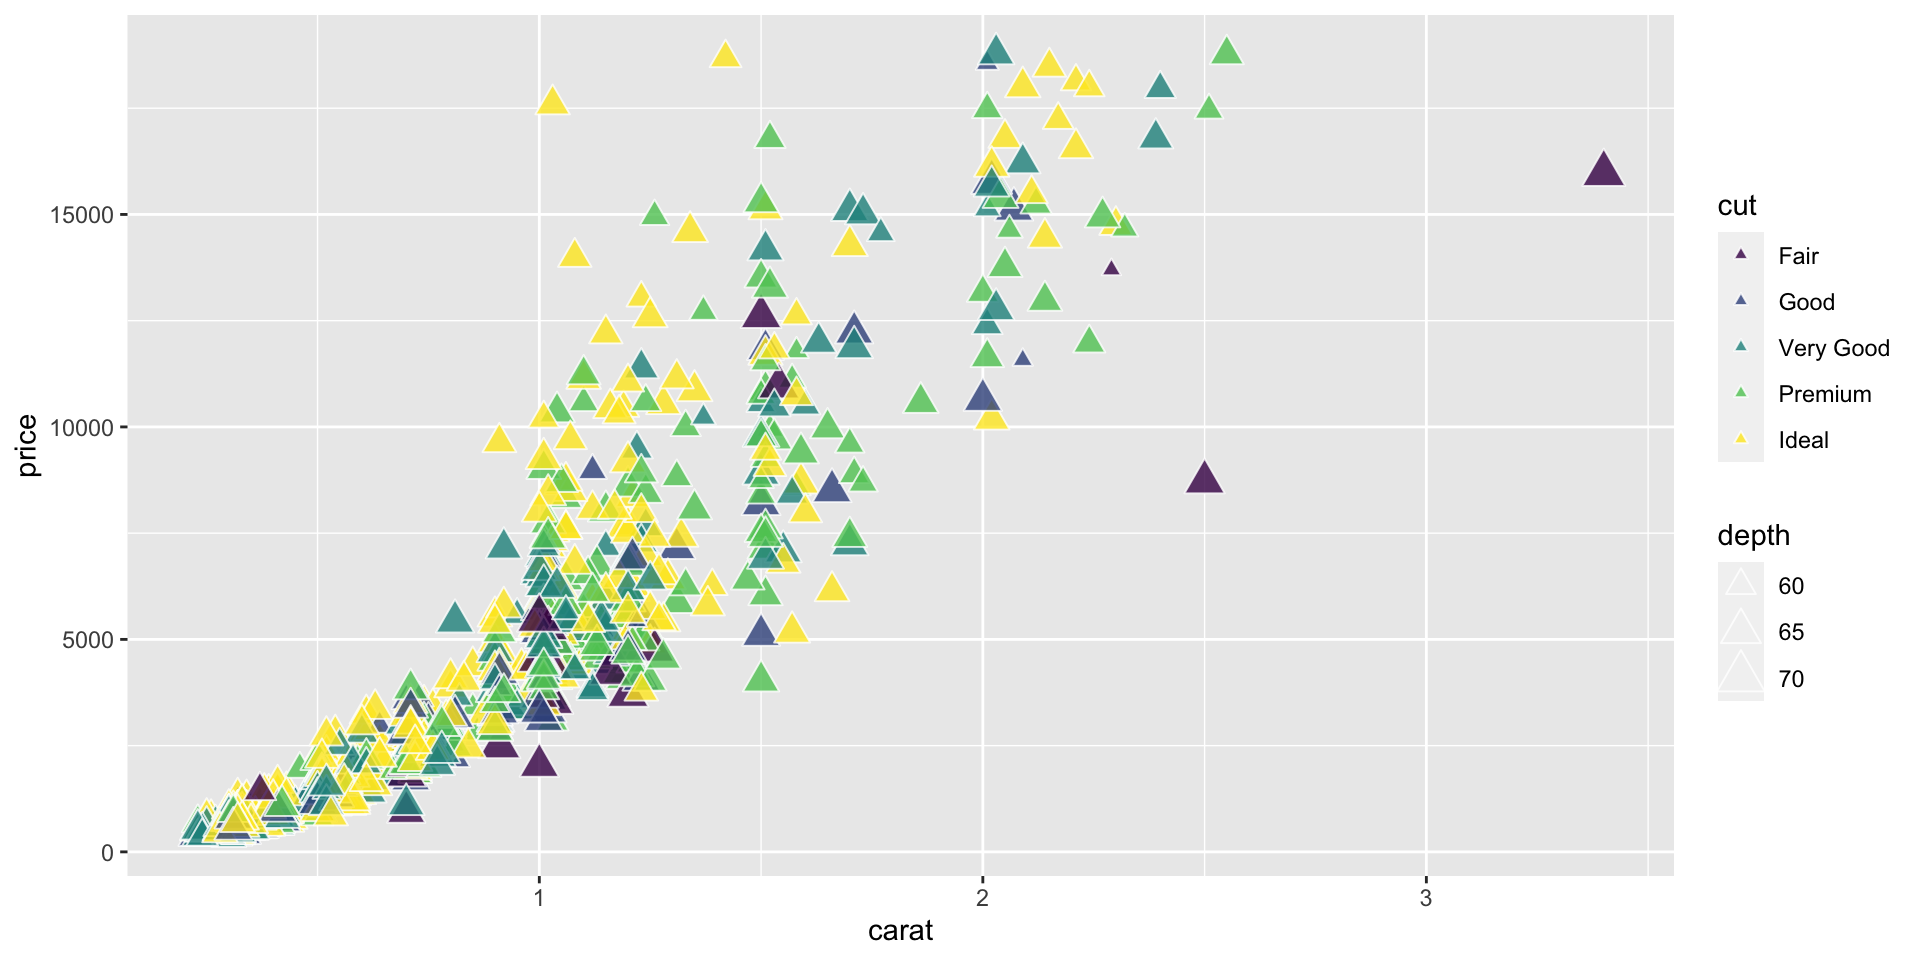 price
15000
10000
5000
0
1
2
3
carat
cut
Fair
Good
Very Good
Premium
Ideal
depth
60
65
70